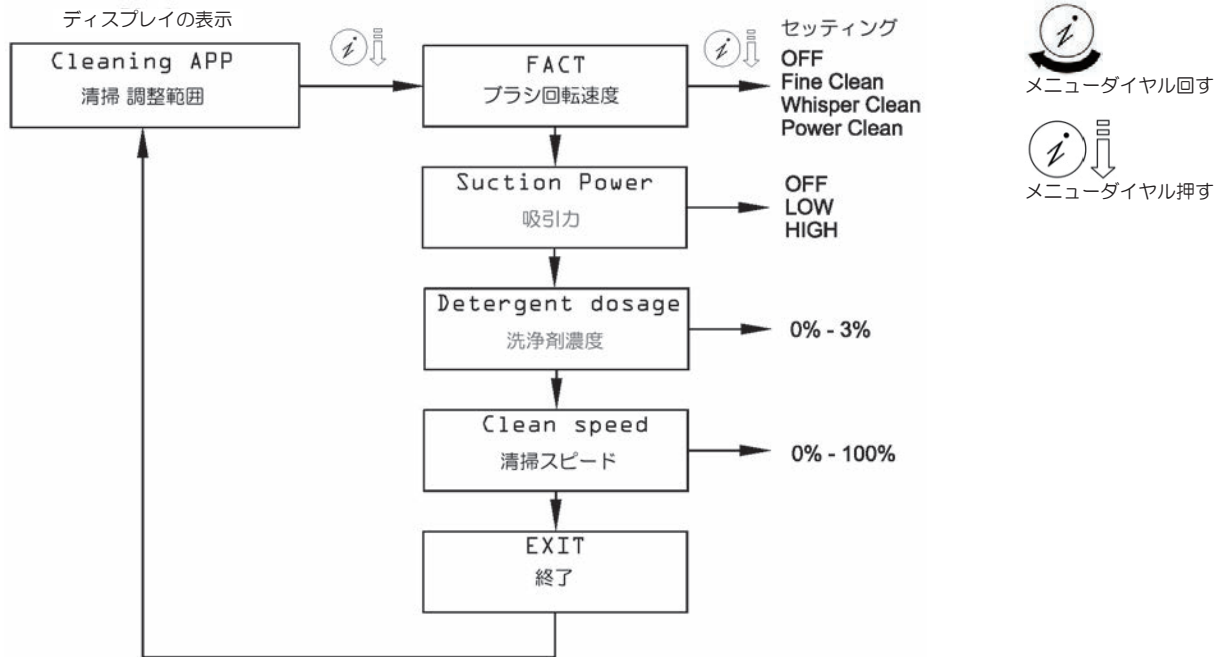 ディスプレイの表示
Cleaning APP
清掃 調整範囲
FACT
ブラシ回転速度
セッティング
OFF
Fine Clean
Whisper Clean
Power Clean
Suction Power
吸引力
OFF
LOW
HIGH
Detergent dosage
洗浄剤濃度
0% - 3%
Clean speed
清掃スピード
0% - 100%
EXIT
終了
メニューダイヤル回す
メニューダイヤル押す